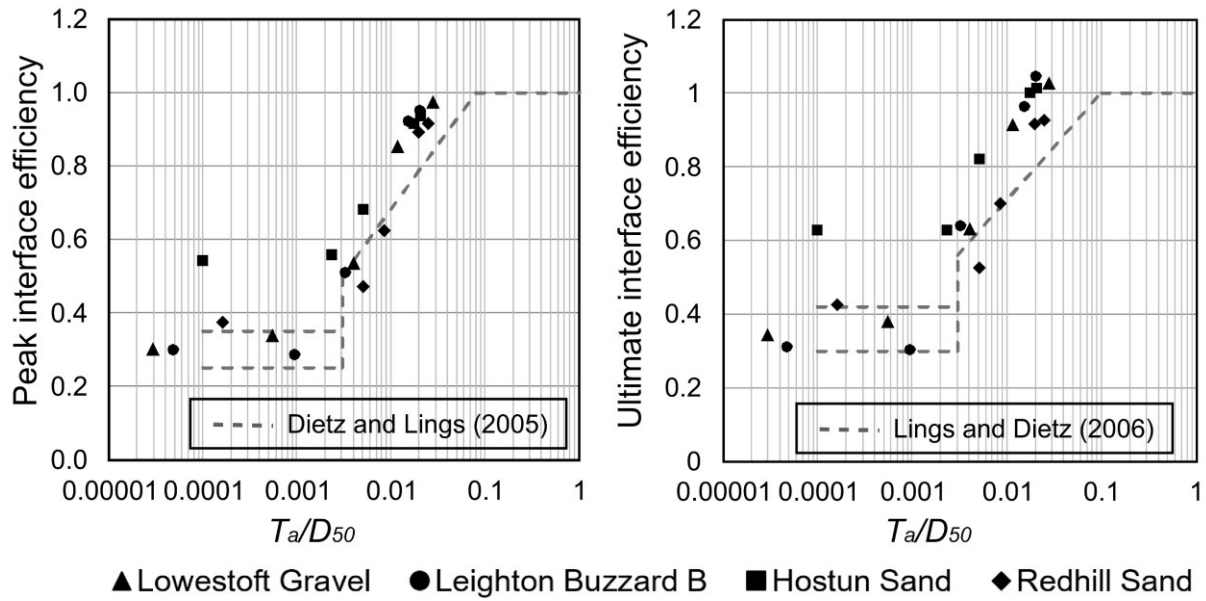 Peak interface efficiency
1.2
1.0
0.8
0.6
0.4
0.2
0.0
Dietz and Lings (2005)
0.00001 0.0001 0.001 0.01 0.1 1
Ta/D50
Ultimate interface efficiency
1.2
1.0
0.8
0.6
0.4
0.2
0
Lings and Dietz (2006)
0.00001 0.0001 0.001 0.01 0.1 1
Ta/D50
Lowestoft Gravel Leighton Buzzard B Hostun Sand Redhill Sand